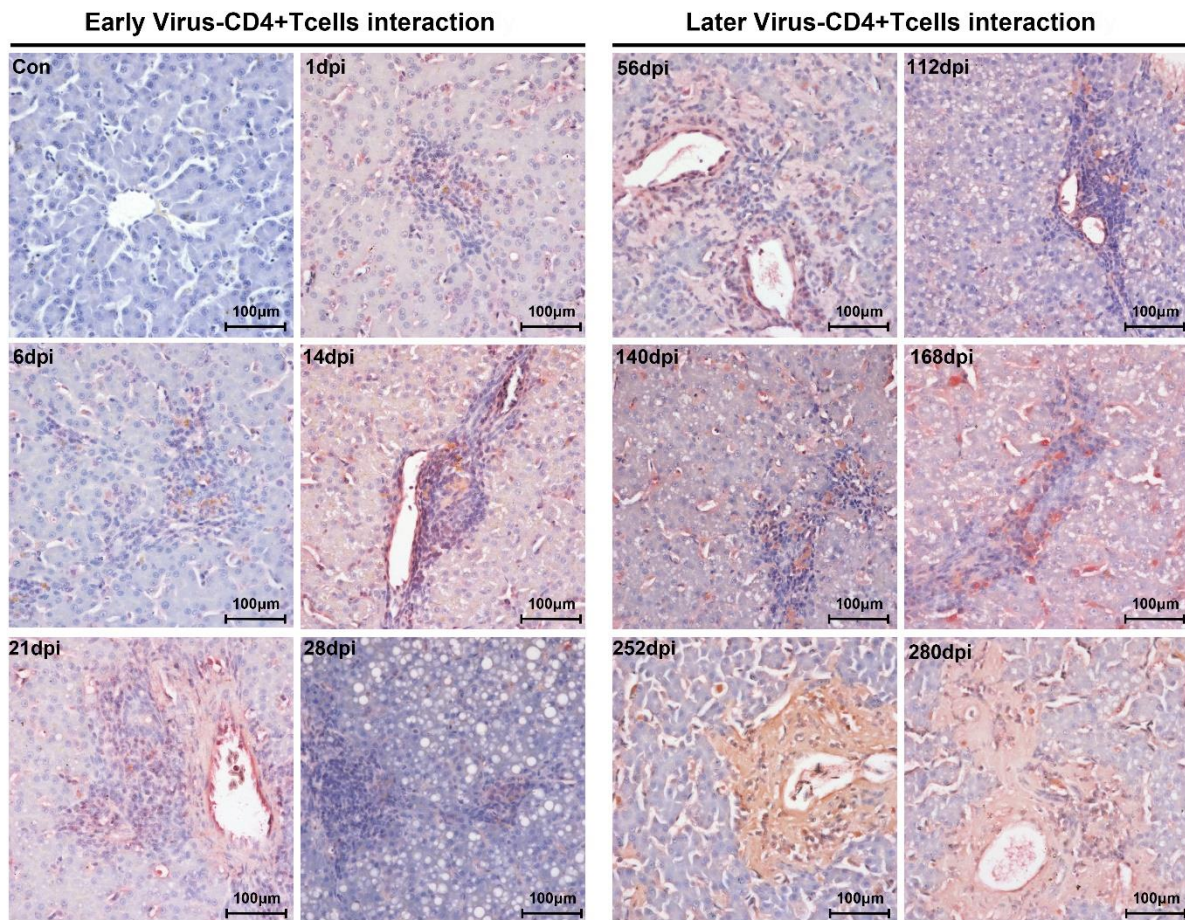 Early Virus-CD4+Tcells interaction
Later Virus-CD4+Tcells interaction
Con
1dpi
56dpi
112dpi
100μm
100μm
100μm
100μm
6dpi
14dpi
140dpi
168dpi
100μm
100μm
100μm
100μm
21dpi
28dpi
252dpi
280dpi
100μm
100μm
100μm
100μm